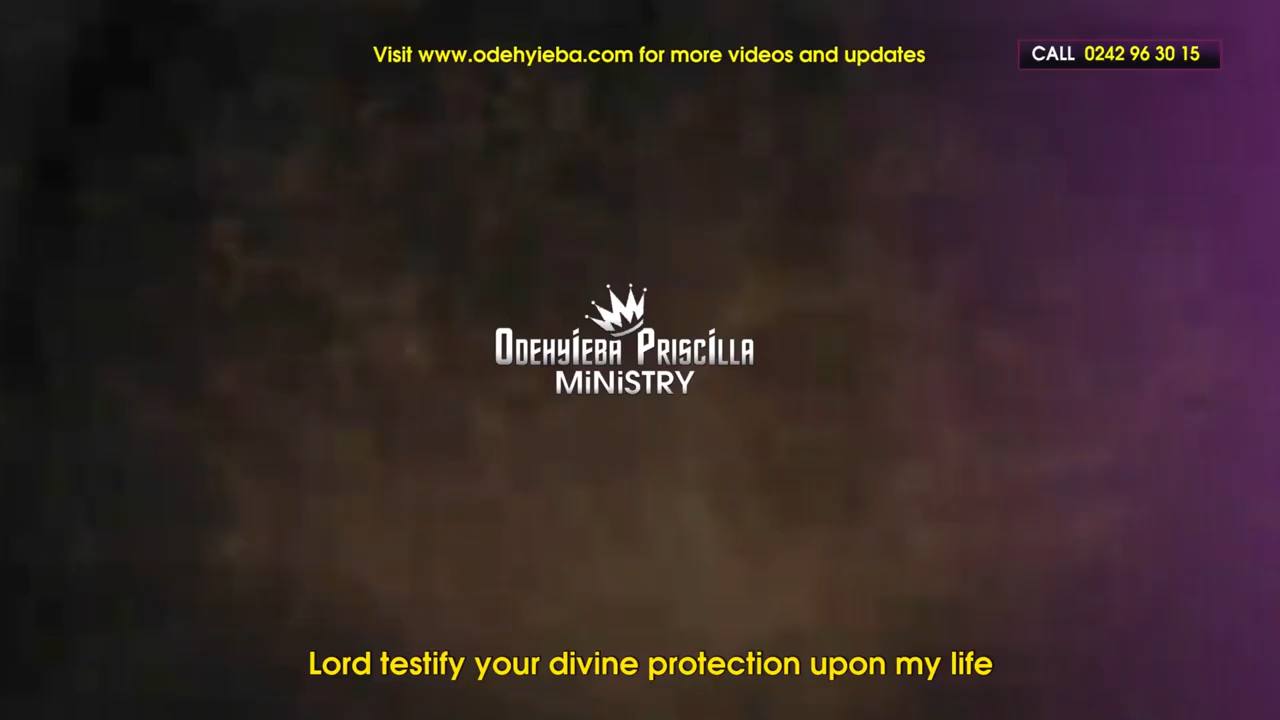 Visit www.odehyieba.com for more videos and updates
CALL 0242 96 30 15
ODEHYiEBA PRISCiLLA
MiNiSTRY
Lord testify your divine protection upon my life